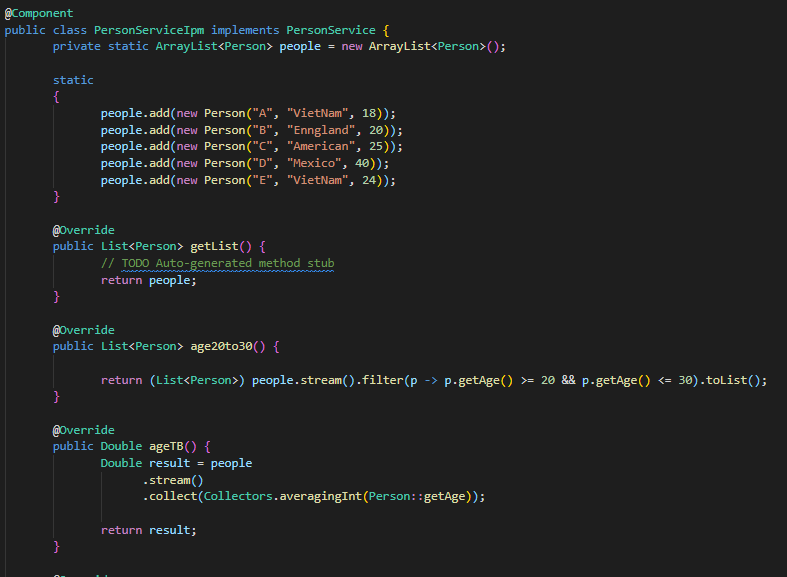 @Component
public class PersonServiceIpm implements PersonService {
private static ArrayList<Person> people = new ArrayList<Person>();
static
{
people.add(new Person("A", "VietNam", 18));
people.add(new Person("B", "Enngland", 20));
people.add(new Person("C", "American", 25));
people.add(new Person("D", "Mexico", 40));
people.add(new Person("E", "VietNam", 24));
}
@Override
public List<Person> getList() {
// TODO Auto-generated method stub
return people;
}
@Override
public List<Person> age20to30() {
return (List<Person>) people.stream().filter(p -> p.getAge() >= 20 && p.getAge() <= 30).toList();
}
@Override
public Double ageTB() {
Double result = people
.stream()
.collect(Collectors.averagingInt(Person::getAge));
return result;
}